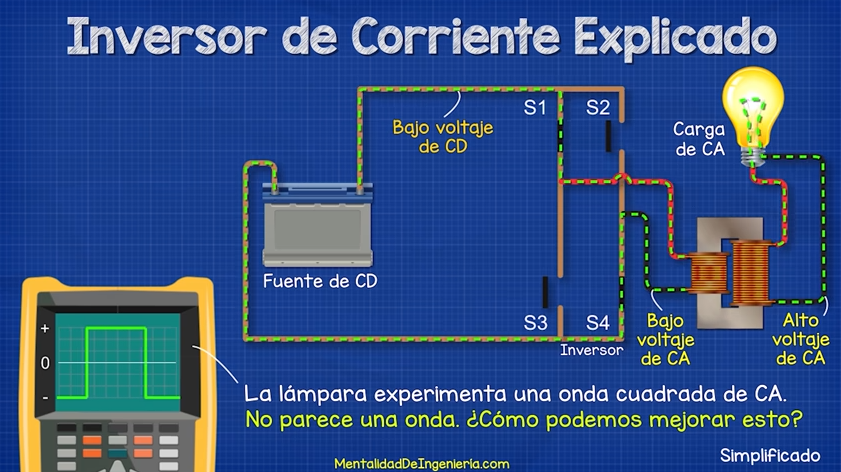 Inversor de Corriente Explicado
Bajo voltaje
de CD
S1
S2
Carga
de CA
Fuente de CD
S3
S4
Inversor
Bajo
voltaje
de CA
Alto
voltaje
de CA
+
0
-
La lámpara experimenta una onda cuadrada de CA.
No parece una onda. ¿Cómo podemos mejorar esto?
MentalidadDeIngenieria.com
Simplificado